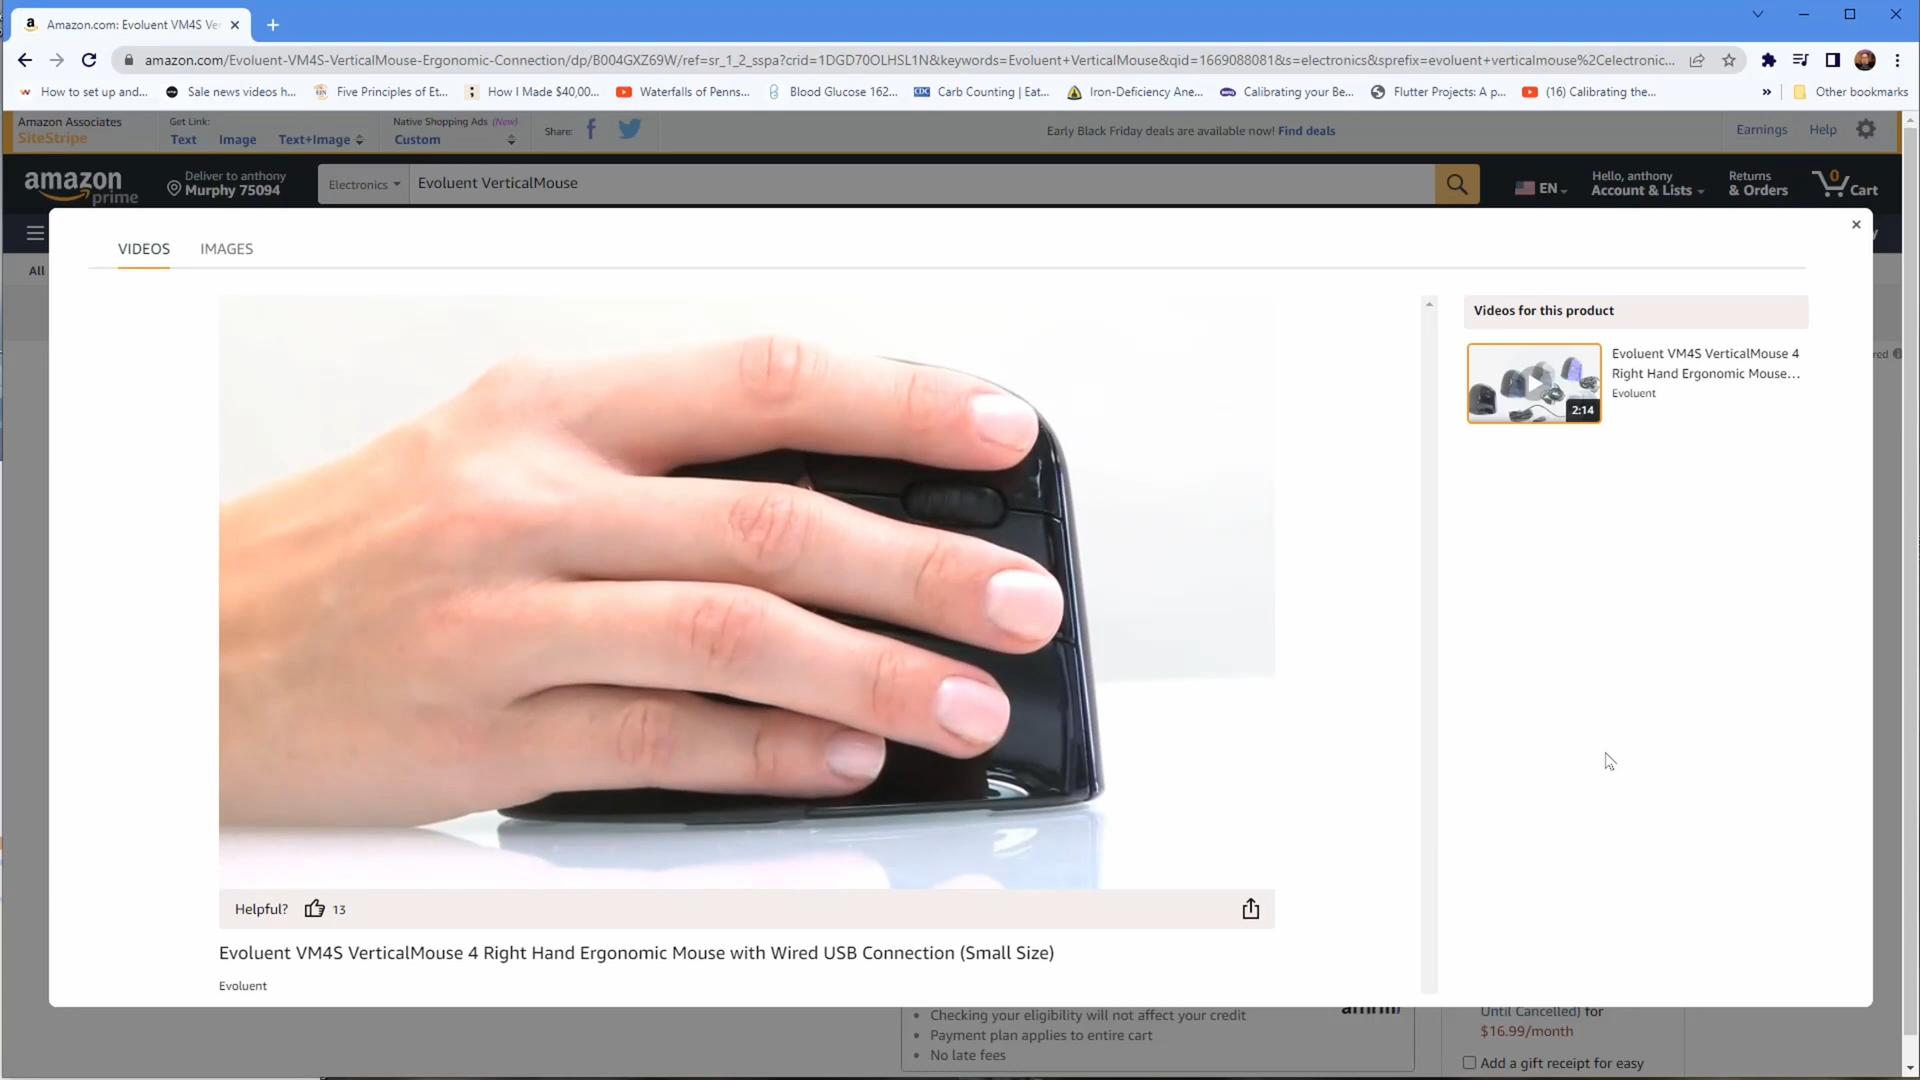 Amazon.com: Evoluent VM4S Ver
amazon.com/Evoluent-VM4S-VerticalMouse-Ergonomic-Connection/dp/B004GXZ69W/ref=sr_1_2_sspa?crid=1DGD70OLHSL1N&keywords=Evoluent+VerticalMouse&qid=1669088081&s=electronics&sprefix=evoluent+verticalmouse%2Celectronic...
How to set up and... Sale news videos h... Five Principles of Et... How I Made $40,00... Waterfalls of Penns... Blood Glucose 162... Carb Counting | Eat... Iron-Deficiency Ane... Calibrating your Be... Flutter Projects: A p... (16) Calibrating the... » Other bookmarks
Amazon Associates
SiteStripe
Get Link:
Text Image Text+Image
Native Shopping Ads (New)
Custom
Share:
Early Black Friday deals are available now! Find deals
Earnings Help
amazon
prime
Deliver to anthony
Murphy 75094
Electronics
Evoluent VerticalMouse
EN
Hello, anthony
Account & Lists
Returns
& Orders
0
Cart
All
VIDEOS IMAGES
Videos for this product
Evoluent VM4S VerticalMouse 4
Right Hand Ergonomic Mouse...
Evoluent
2:14
Helpful? 13
Evoluent VM4S VerticalMouse 4 Right Hand Ergonomic Mouse with Wired USB Connection (Small Size)
Evoluent
Checking your eligibility will not affect your credit
Payment plan applies to entire cart
No late fees
Until Cancelled) for
$16.99/month
Add a gift receipt for easy